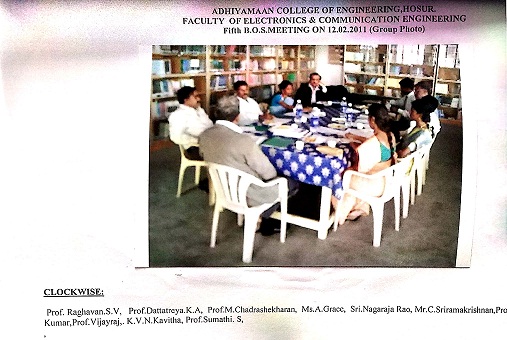 ADHIYAMAAN COLLEGE OF ENGINEERING,HOSUR.
FACULTY OF ELECTRONICS & COMMUNICATION ENGINEERING
Fifth B.O.S.MEETING ON 12.02.2011 (Group Photo)
CLOCKWISE:
Prof. Raghavan.S.V, Prof.Dattatreya.K.A, Prof.M.Chadrashekharan, Ms.A.Grace, Sri.Nagaraja Rao, Mr.C.Sriramakrishnan,Pro
Kumar,Prof.Vijayraj,. K.V.N.Kavitha, Prof.Sumathi. S,